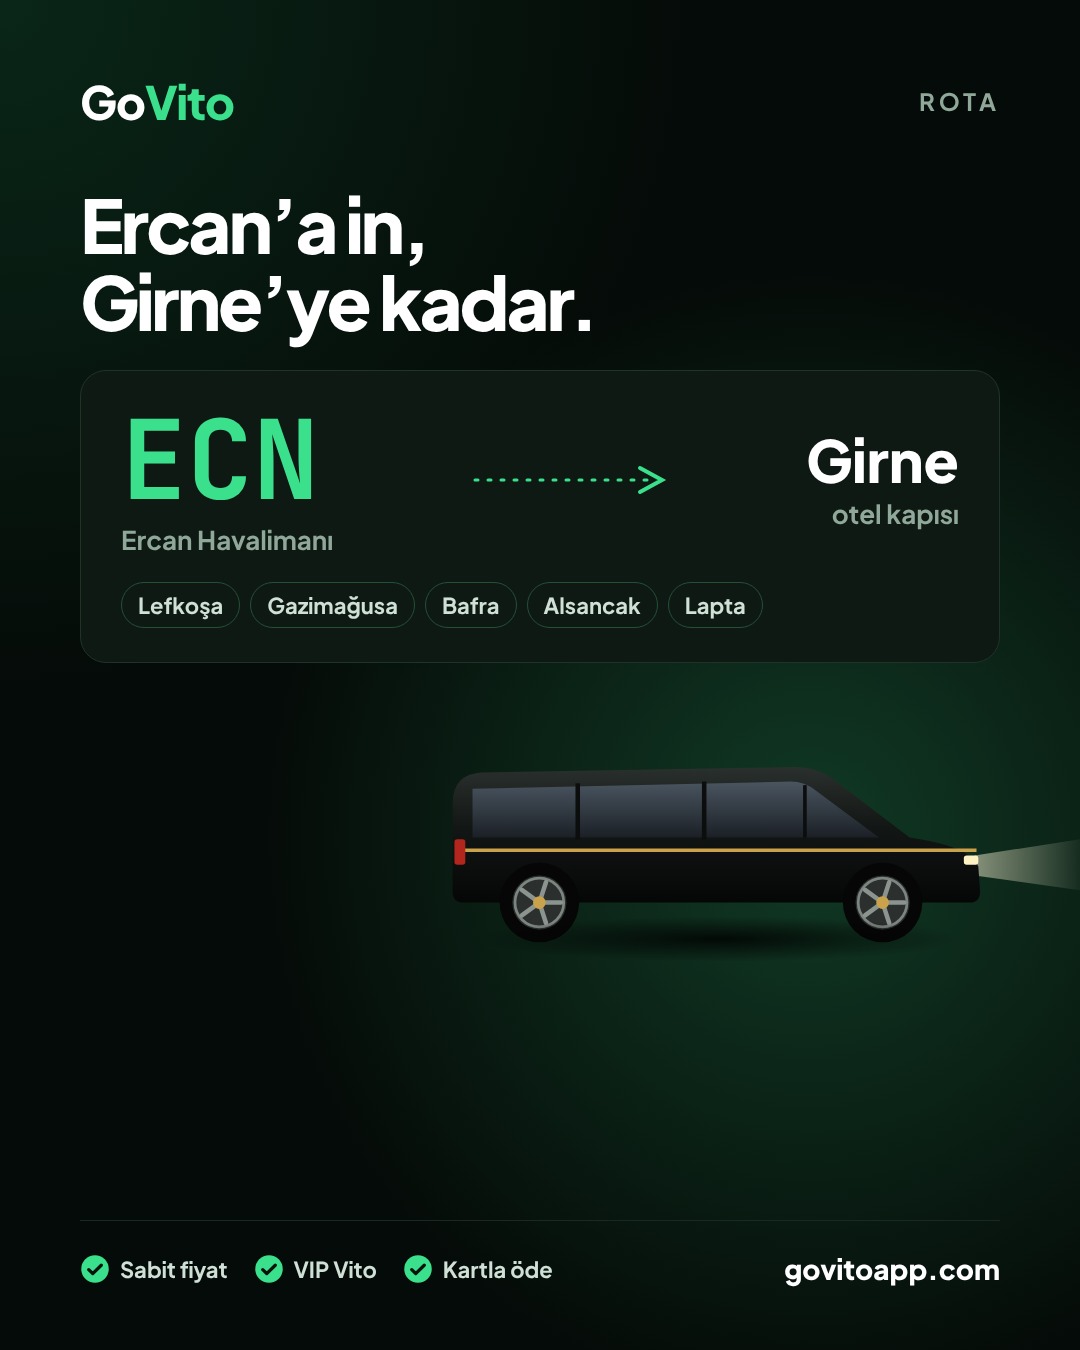 GoVito
ROTA
Ercan’a in,
Girne’ye kadar.
ECN
Girne
otel kapısı
Ercan Havalimanı
Lefkoşa
Gazimağusa
Bafra
Alsancak
Lapta
Sabit fiyat
VIP Vito
Kartla öde
govitoapp.com